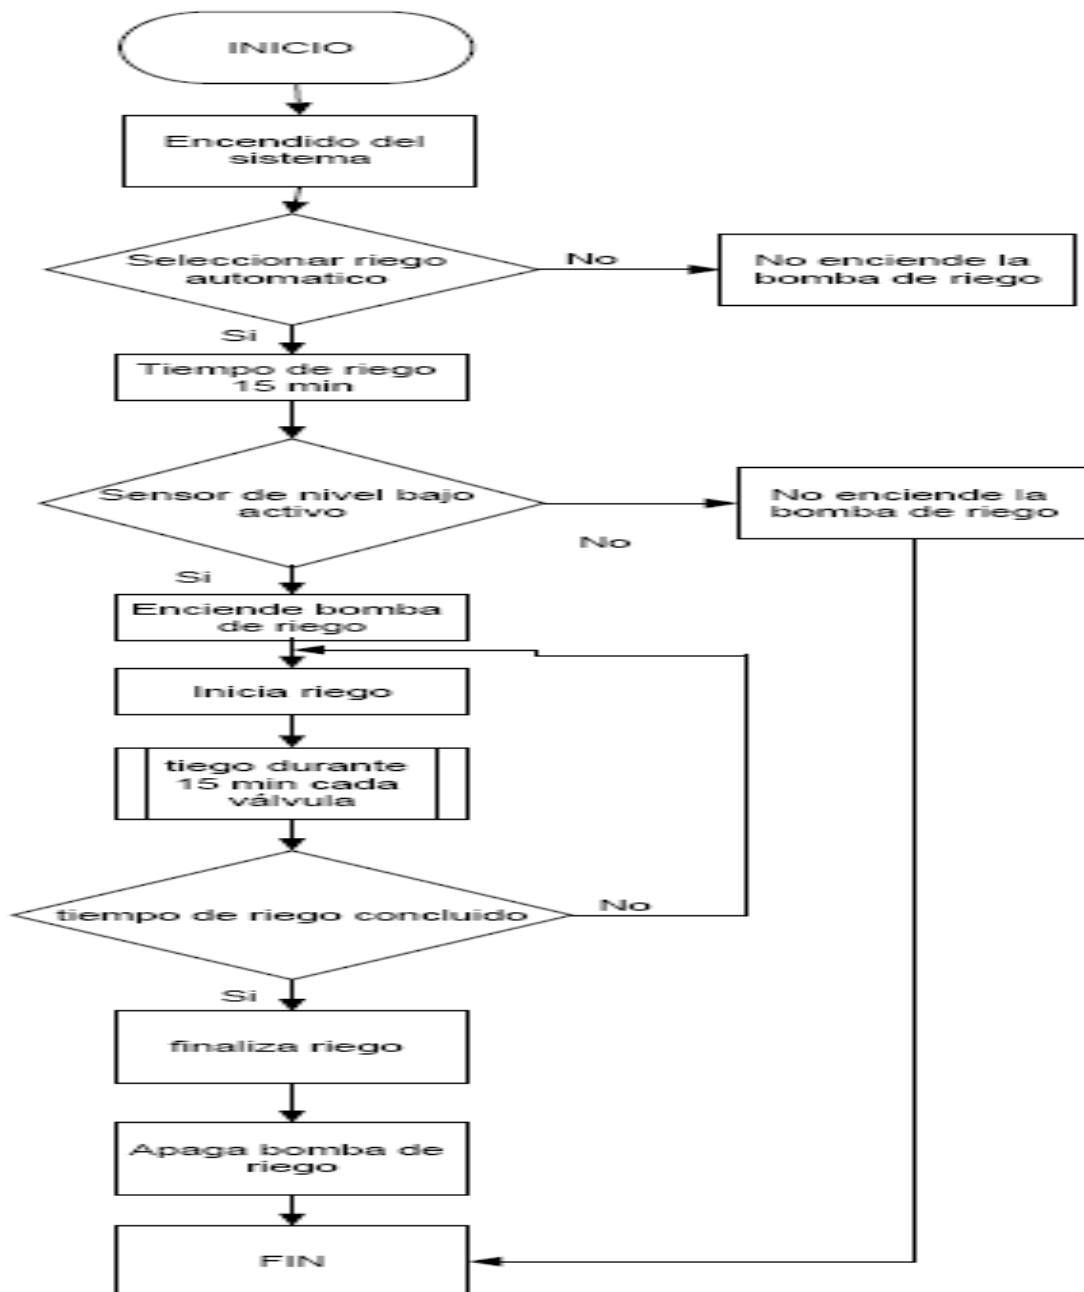 INICIO
Encendido del
sistema
Seleccionar riego
automatico
No
No enciende la
bomba de riego
Si
Tiempo de riego
15 min
Sensor de nivel bajo
activo
No
No enciende la
bomba de riego
Si
Enciende bomba
de riego
Inicia riego
tiego durante
15 min cada
válvula
tiempo de riego concluido
No
Si
finaliza riego
Apaga bomba de
riego
FIN